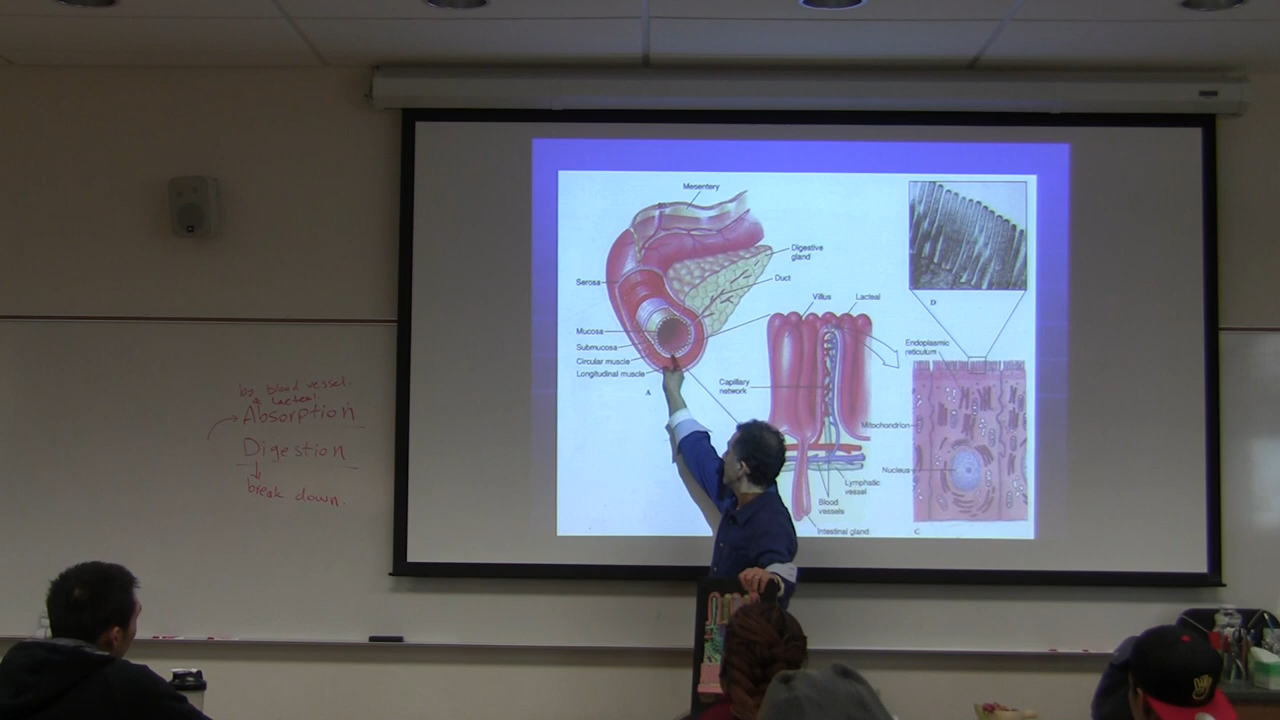 by blood vessel.
& lacteal
Absorption
Digestion
break down.
Mesentery
Digestive
gland
Serosa
Duct
Villus
Lacteal
D
Mucosa
Submucosa
Circular muscle
Longitudinal muscle
A
Endoplasmic
reticulum
Capillary
network
Mitochondrion
Nucleus
Lymphatic
vessel
Blood
vessels
Intestinal gland
C